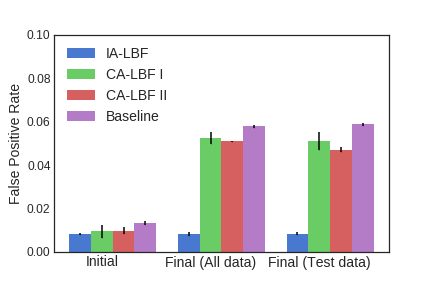 False Positive Rate
0.10
0.08
0.06
0.04
0.02
0.00
IA-LBF
CA-LBF I
CA-LBF II
Baseline
Initial
Final (All data)
Final (Test data)